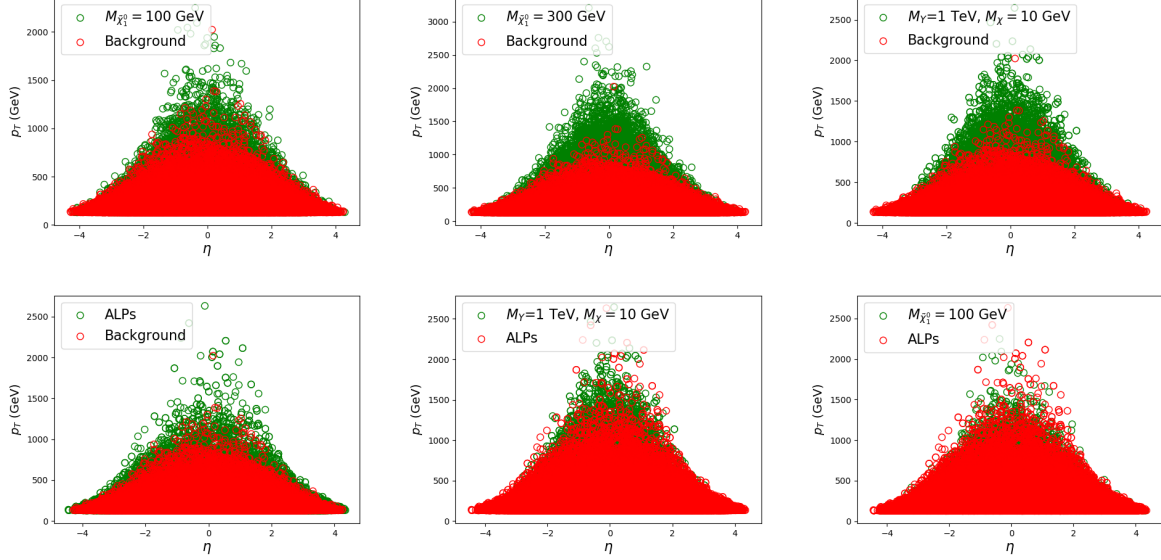 M_{\tilde{χ}_1^0} = 100 GeV
Background
2000
1500
1000
500
0
p_T (GeV)
−4 −2 0 2 4
η
M_{\tilde{χ}_1^0} = 300 GeV
Background
3000
2500
2000
1500
1000
500
0
p_T (GeV)
−4 −2 0 2 4
η
M_Y=1 TeV, M_χ = 10 GeV
Background
2500
2000
1500
1000
500
0
p_T (GeV)
−4 −2 0 2 4
η
ALPs
Background
2500
2000
1500
1000
500
0
p_T (GeV)
−4 −2 0 2 4
η
M_Y=1 TeV, M_χ = 10 GeV
ALPs
2500
2000
1500
1000
500
0
p_T (GeV)
−4 −2 0 2 4
η
M_{\tilde{χ}_1^0} = 100 GeV
ALPs
2500
2000
1500
1000
500
0
p_T (GeV)
−4 −2 0 2 4
η